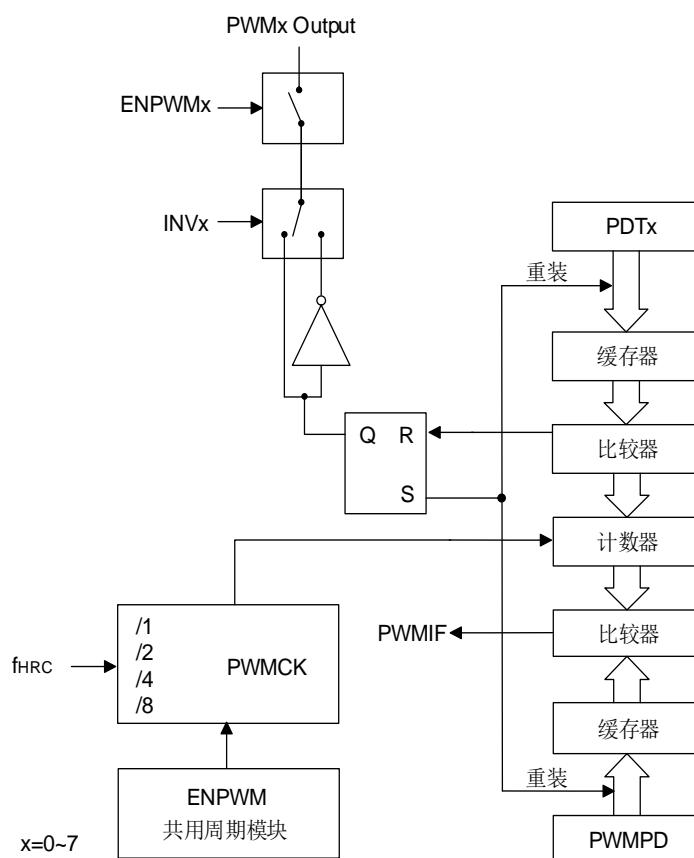 PWMx Output
ENPWMx
INVx
PDTx
重装
缓存器
Q R
比较器
S
计数器
/1
/2
/4
/8
PWMCK
fHRC
PWMIF
比较器
缓存器
重装
ENPWM
共用周期模块
PWMPD
x=0~7